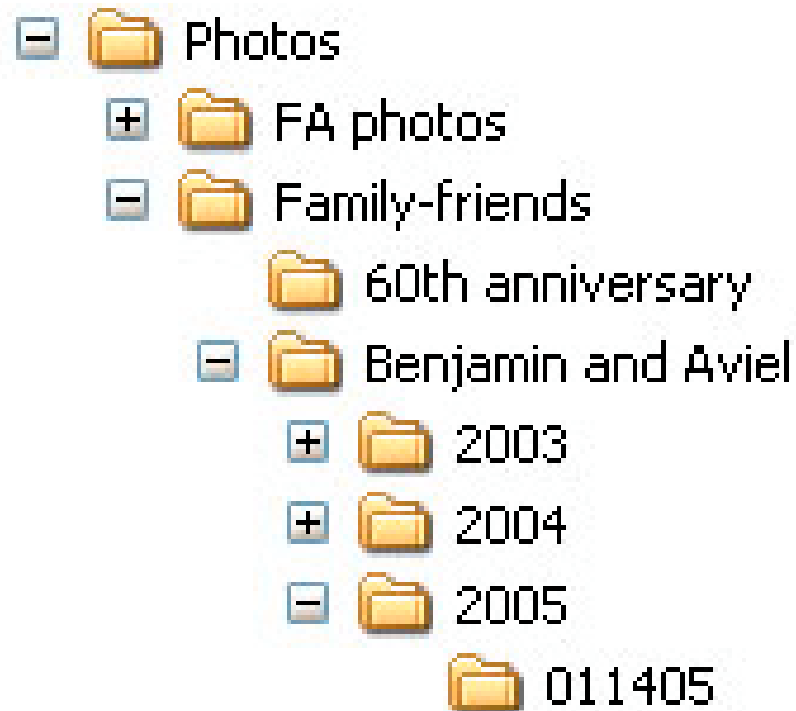 Photos
FA photos
Family-friends
60th anniversary
Benjamin and Aviel
2003
2004
2005
011405